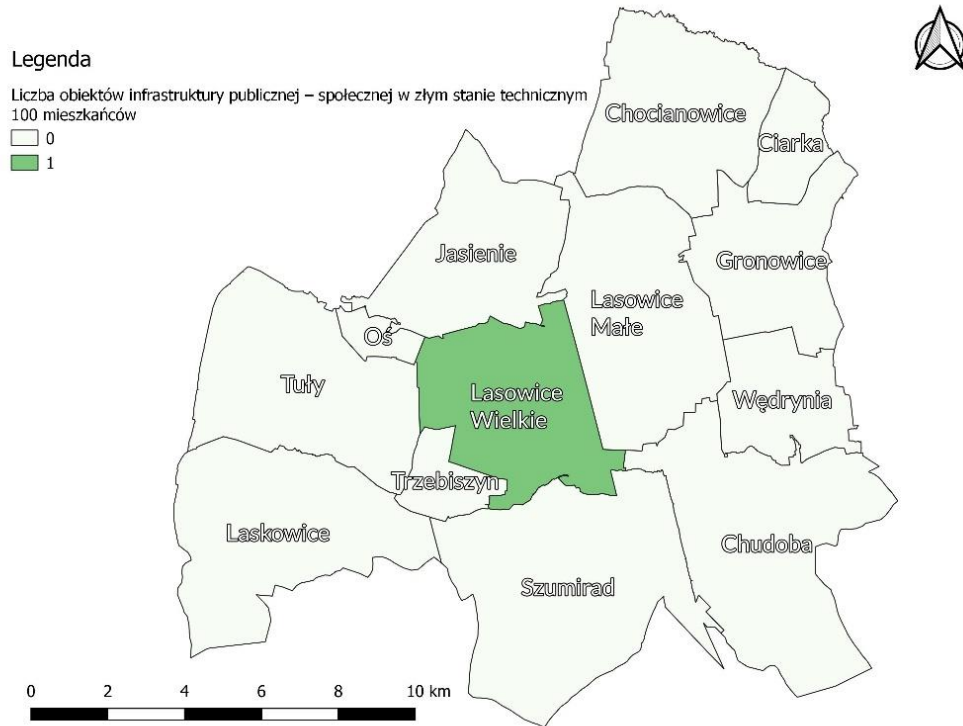 Legenda
Liczba obiektów infrastruktury publicznej – społecznej w złym stanie technicznym
100 mieszkańców
0
1
Chocianowice
Ciarka
Jasienie
Gronowice
Lasowice
Małe
Oś
Tuły
Lasowice
Wielkie
Wędrynia
Trzebiszyn
Laskowice
Chudoba
Szumirad
0 2 4 6 8 10 km